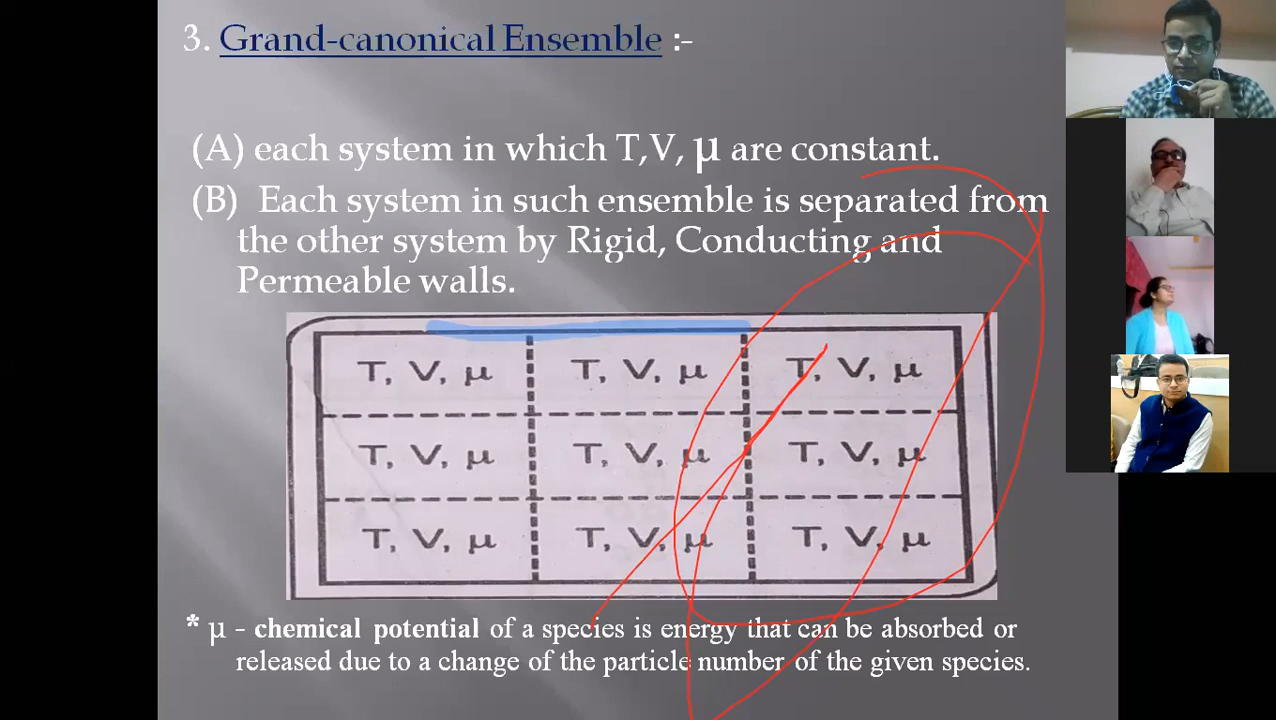 3. Grand-canonical Ensemble :-
(A) each system in which T,V, μ are constant.
(B) Each system in such ensemble is separated from
the other system by Rigid, Conducting and
Permeable walls.
T, V, μ T, V, μ T, V, μ
T, V, μ T, V, μ T, V, μ
T, V, μ T, V, μ T, V, μ
* μ - chemical potential of a species is energy that can be absorbed or
released due to a change of the particle number of the given species.